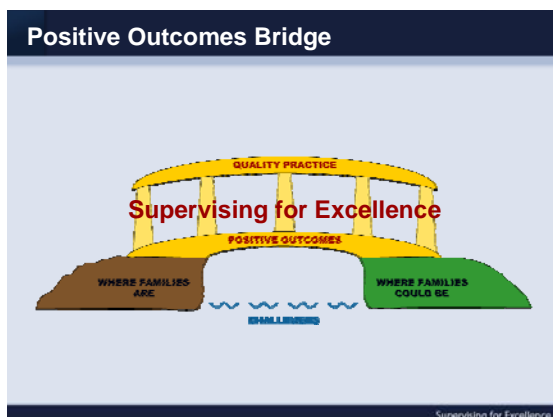 Positive Outcomes Bridge
QUALITY PRACTICE
Supervising for Excellence
POSITIVE OUTCOMES
WHERE FAMILIES
ARE
WHERE FAMILIES
COULD BE
CHALLENGES
Supervising for Excellence